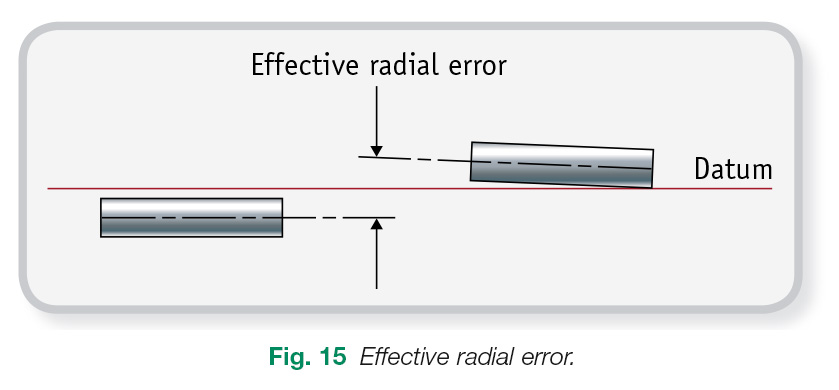 Effective radial error
Datum
Fig. 15 Effective radial error.